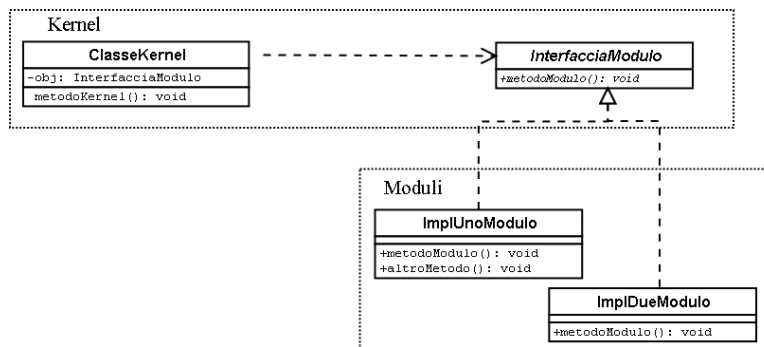 Kernel
ClasseKernel
-obj: InterfacciaModulo
metodoKernel(): void
InterfacciaModulo
+metodoModulo(): void
Moduli
ImplUnoModulo
+metodoModulo(): void
+altroMetodo(): void
ImplDueModulo
+metodoModulo(): void